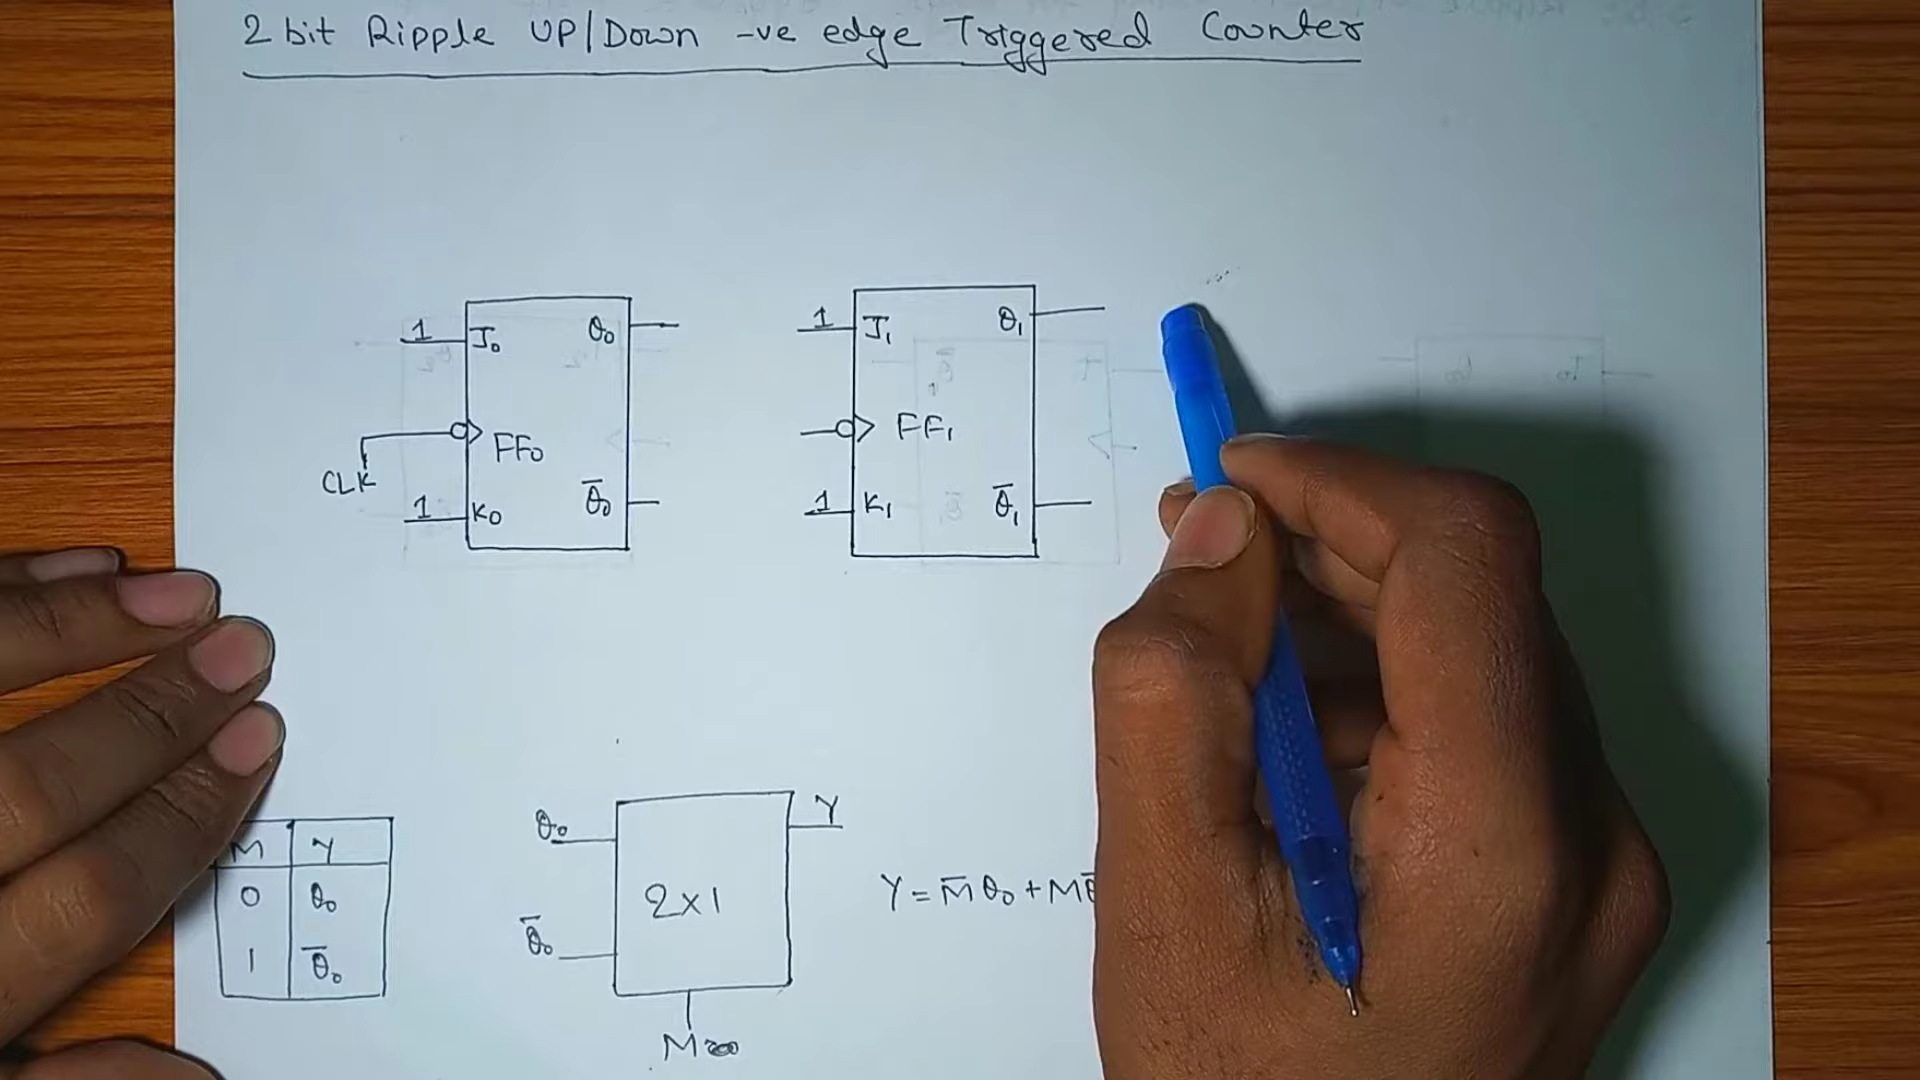 2 bit Ripple UP/Down -ve edge Triggered Counter
1 J₀ Q₀
CLK FF₀
1 K₀ Q̅₀
1 J₁ Q₁
FF₁
1 K₁ Q̅₁
M Y
0 Q₀
1 Q̅₀
Q₀ Y
2x1
Q̅₀
M
Y = M̅ Q₀ + M